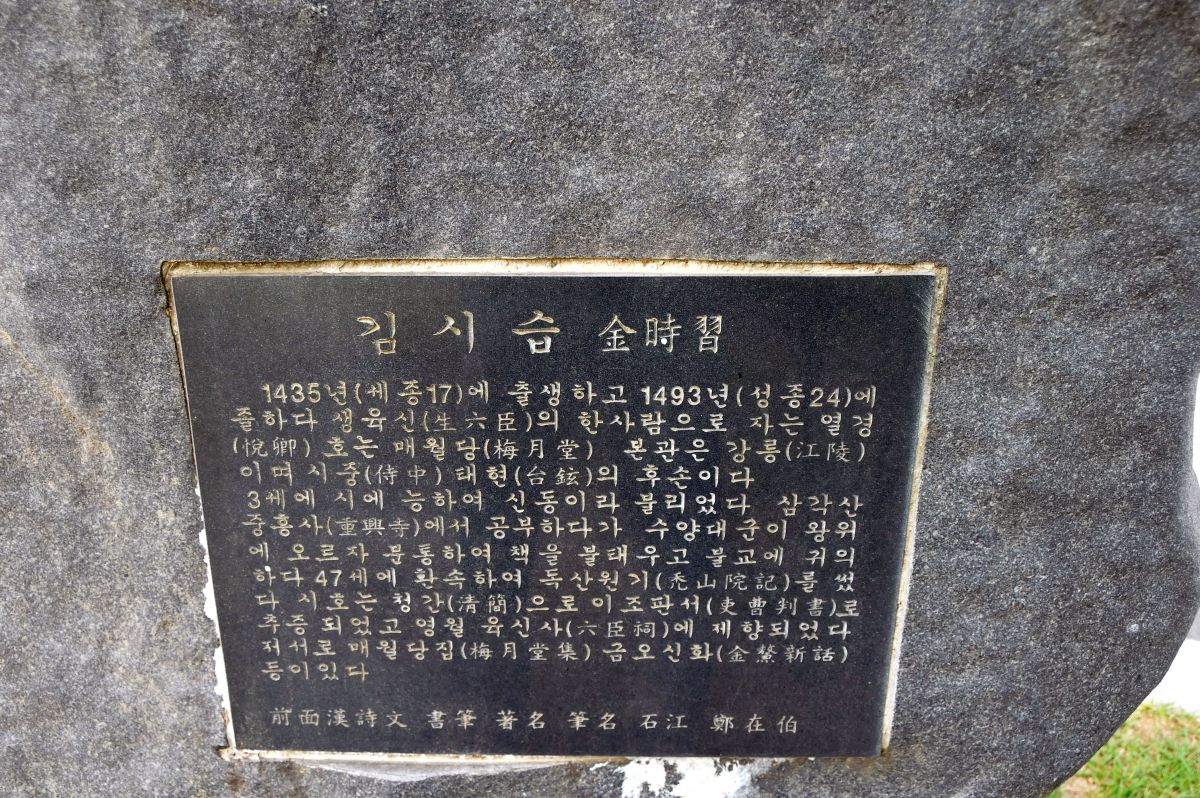 김 시 습 金時習
1435년(세종17)에 출생하고 1493년(성종24)에
졸하다 생육신(生六臣)의 한사람으로 자는 열경
(悅卿) 호는 매월당(梅月堂) 본관은 강릉(江陵)
이며 시중(侍中) 태현(台鉉)의 후손이다
3세에 시에 능하여 신동이라 불리었다 삼각산
중흥사(重興寺)에서 공부하다가 수양대군이 왕위
에 오르자 분통하여 책을 불태우고 불교에 귀의
하다 47세에 환속하여 독산원기(禿山院記)를 썼
다 시호는 청간(清簡)으로 이조판서(吏曹判書)로
추증되었고 영월 육신사(六臣祠)에 제향되었다
저서로 매월당집(梅月堂集) 금오신화(金鰲新話)
등이있다
前面漢詩文 書筆 著名 筆名 石江 鄭在伯